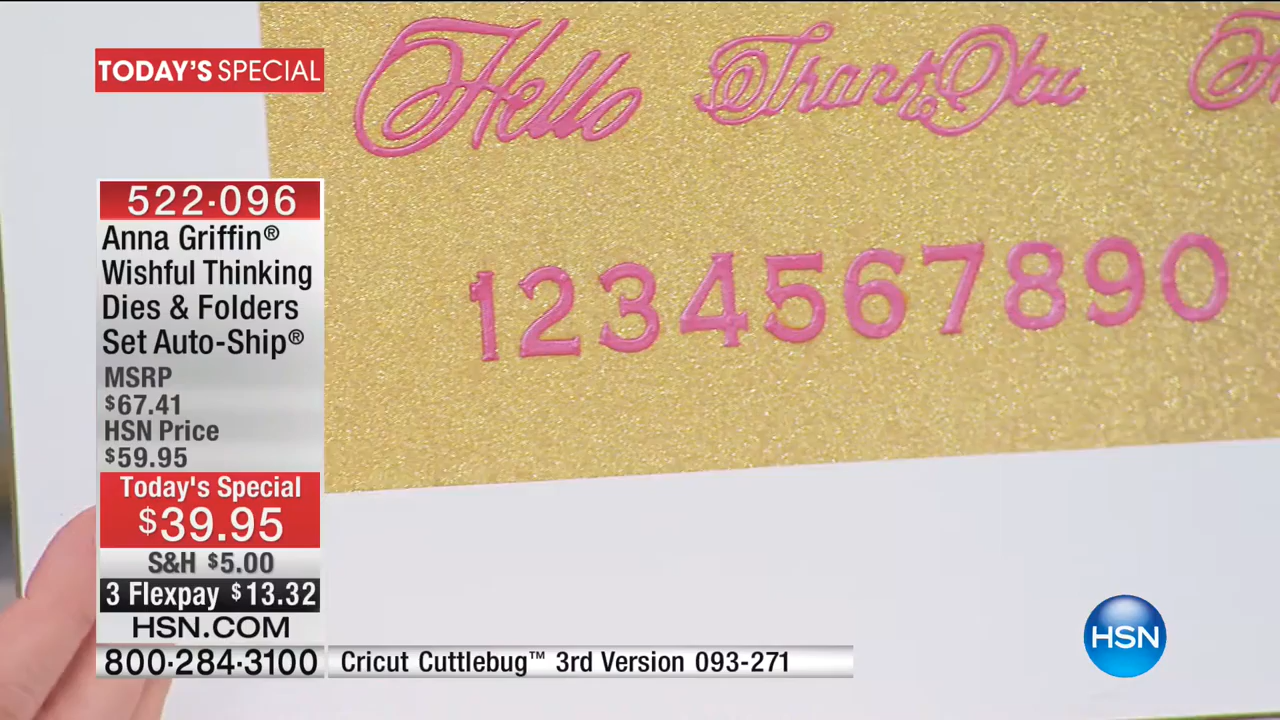 TODAY'S SPECIAL
Hello Thank You
1234567890
522·096
Anna Griffin®
Wishful Thinking
Dies & Folders
Set Auto-Ship®
MSRP
$67.41
HSN Price
$59.95
Today's Special
$39.95
S&H $5.00
3 Flexpay $13.32
HSN.COM
800·284·3100
Cricut Cuttlebug™ 3rd Version 093-271
HSN